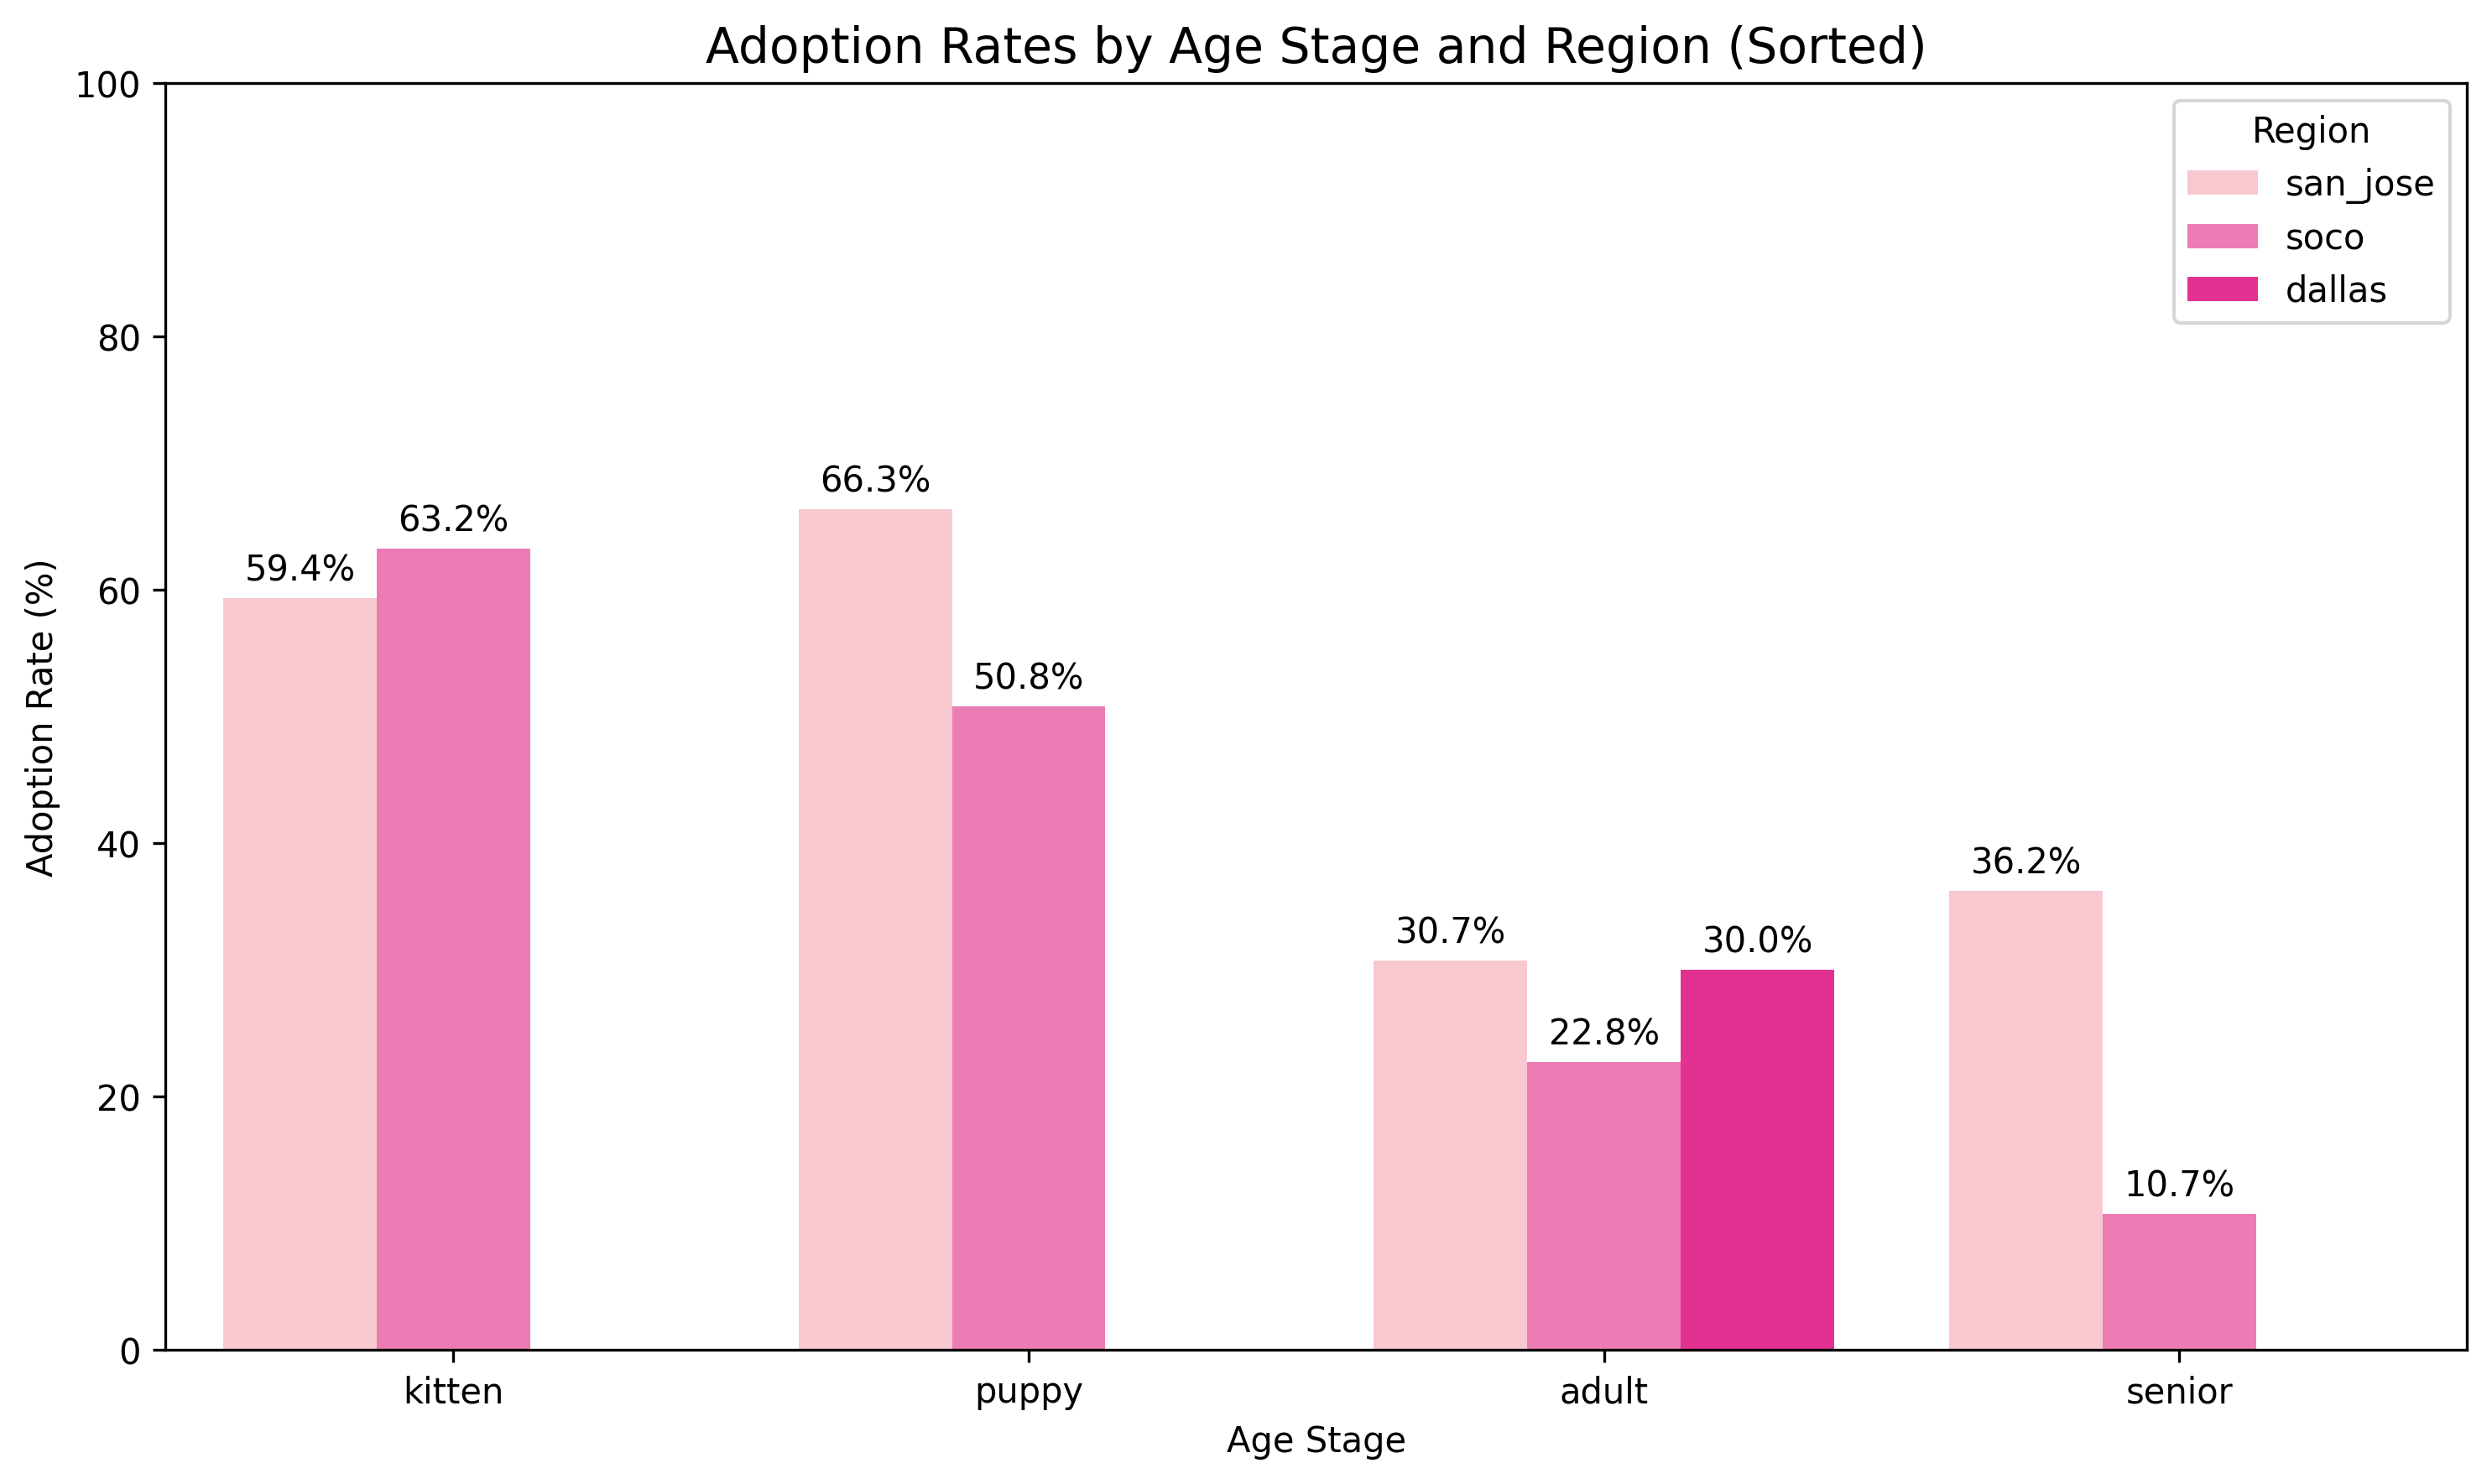 Adoption Rates by Age Stage and Region (Sorted)
100
80
60
40
20
0
Adoption Rate (%)
Region
san_jose
soco
dallas
59.4%
63.2%
66.3%
50.8%
30.7%
22.8%
30.0%
36.2%
10.7%
kitten
puppy
adult
senior
Age Stage